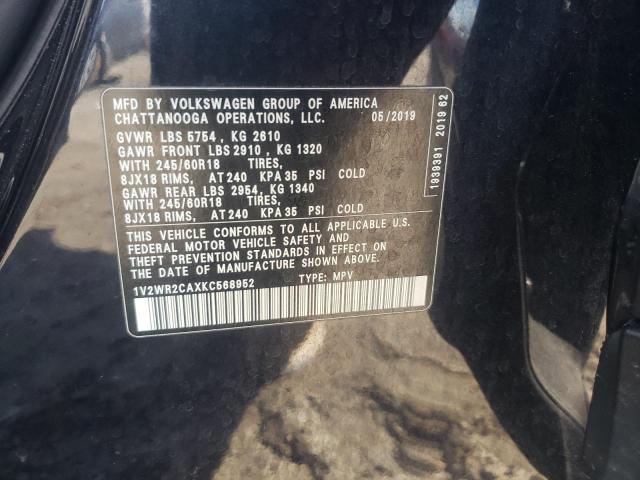 MFD BY VOLKSWAGEN GROUP OF AMERICA
CHATTANOOGA OPERATIONS, LLC. 05/2019
GVWR LBS 5754 , KG 2610
GAWR FRONT LBS 2910 , KG 1320
WITH 245/60R18 TIRES,
8JX18 RIMS, AT 240 KPA 35 PSI COLD
GAWR REAR LBS 2954, KG 1340
WITH 245/60R18 TIRES,
8JX18 RIMS, AT 240 KPA 35 PSI COLD
THIS VEHICLE CONFORMS TO ALL APPLICABLE U.S.
FEDERAL MOTOR VEHICLE SAFETY AND
THEFT PREVENTION STANDARDS IN EFFECT ON
THE DATE OF MANUFACTURE SHOWN ABOVE.
1V2WR2CAXKC568952 TYPE: MPV
1939391 2019 62